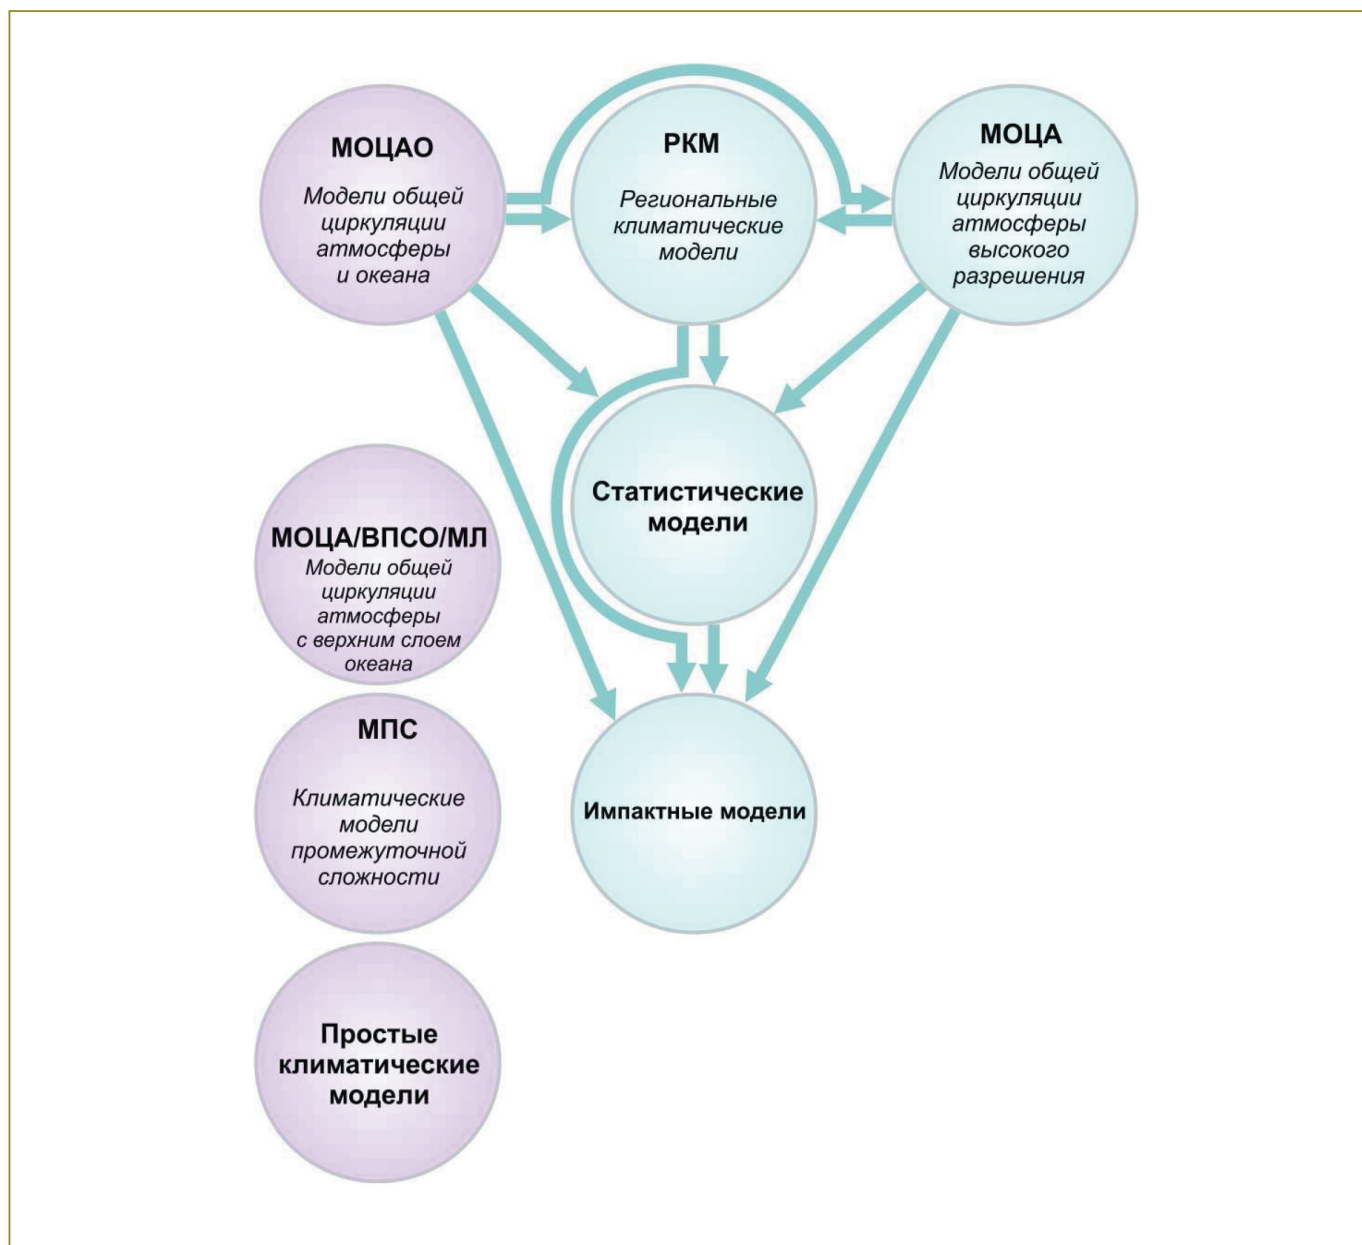 МОЦАО
Модели общей
циркуляции
атмосферы
и океана
РКМ
Региональные
климатические
модели
МОЦА
Модели общей
циркуляции
атмосферы
высокого
разрешения
Статистические
модели
МОЦА/ВПСО/МЛ
Модели общей
циркуляции
атмосферы
с верхним слоем
океана
МПС
Климатические
модели
промежуточной
сложности
Импактные модели
Простые
климатические
модели